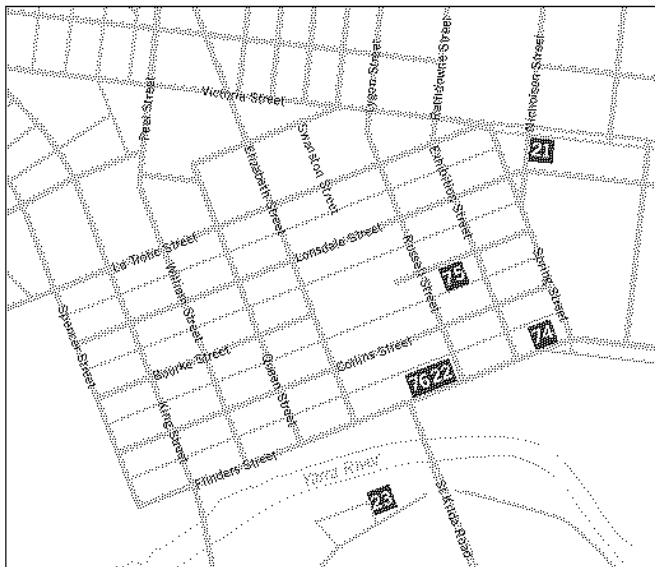 Victoria Street
Peel Street
Lygon Street
Rathdowne Street
Nicholson Street
21
Swanston Street
Elizabeth Street
Exhibition Street
La Trobe Street
Lonsdale Street
Russell Street
75
Spring Street
William Street
Spencer Street
74
Bourke Street
Collins Street
Queen Street
76 22
King Street
Flinders Street
Yarra River
23
St Kilda Road